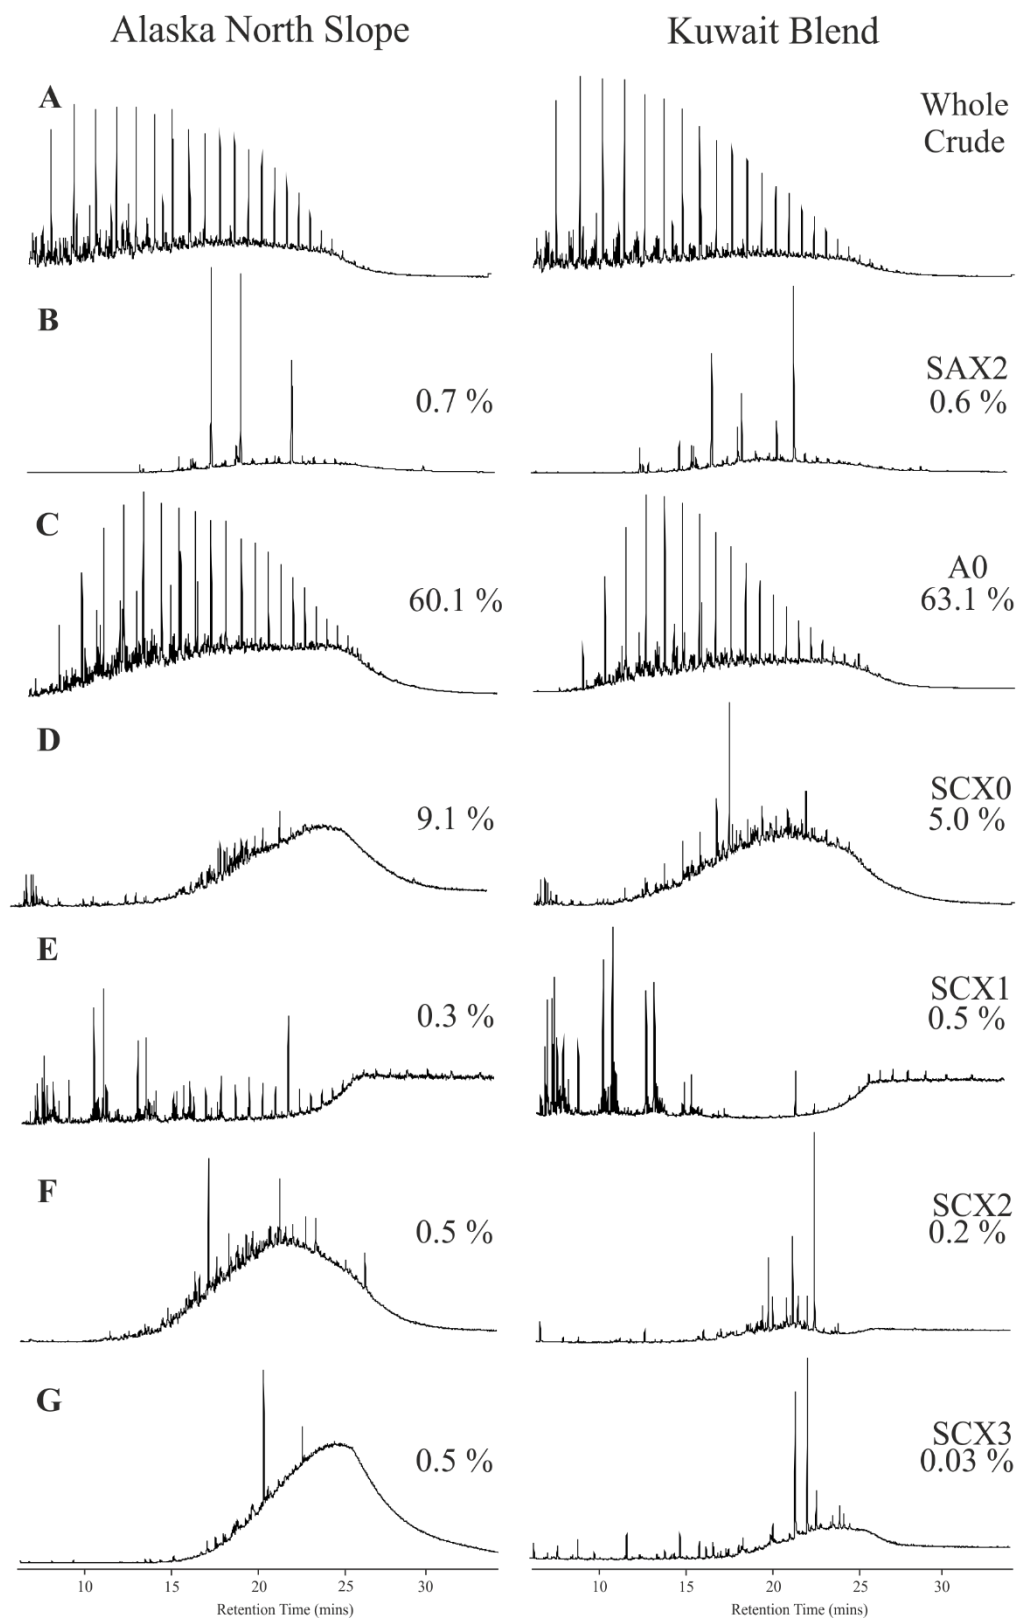 Alaska North Slope
Kuwait Blend
A
Whole
Crude
B
0.7 %
SAX2
0.6 %
C
60.1 %
A0
63.1 %
D
9.1 %
SCX0
5.0 %
E
0.3 %
SCX1
0.5 %
F
0.5 %
SCX2
0.2 %
G
0.5 %
SCX3
0.03 %
10 15 20 25 30
10 15 20 25 30
Retention Time (mins)
Retention Time (mins)